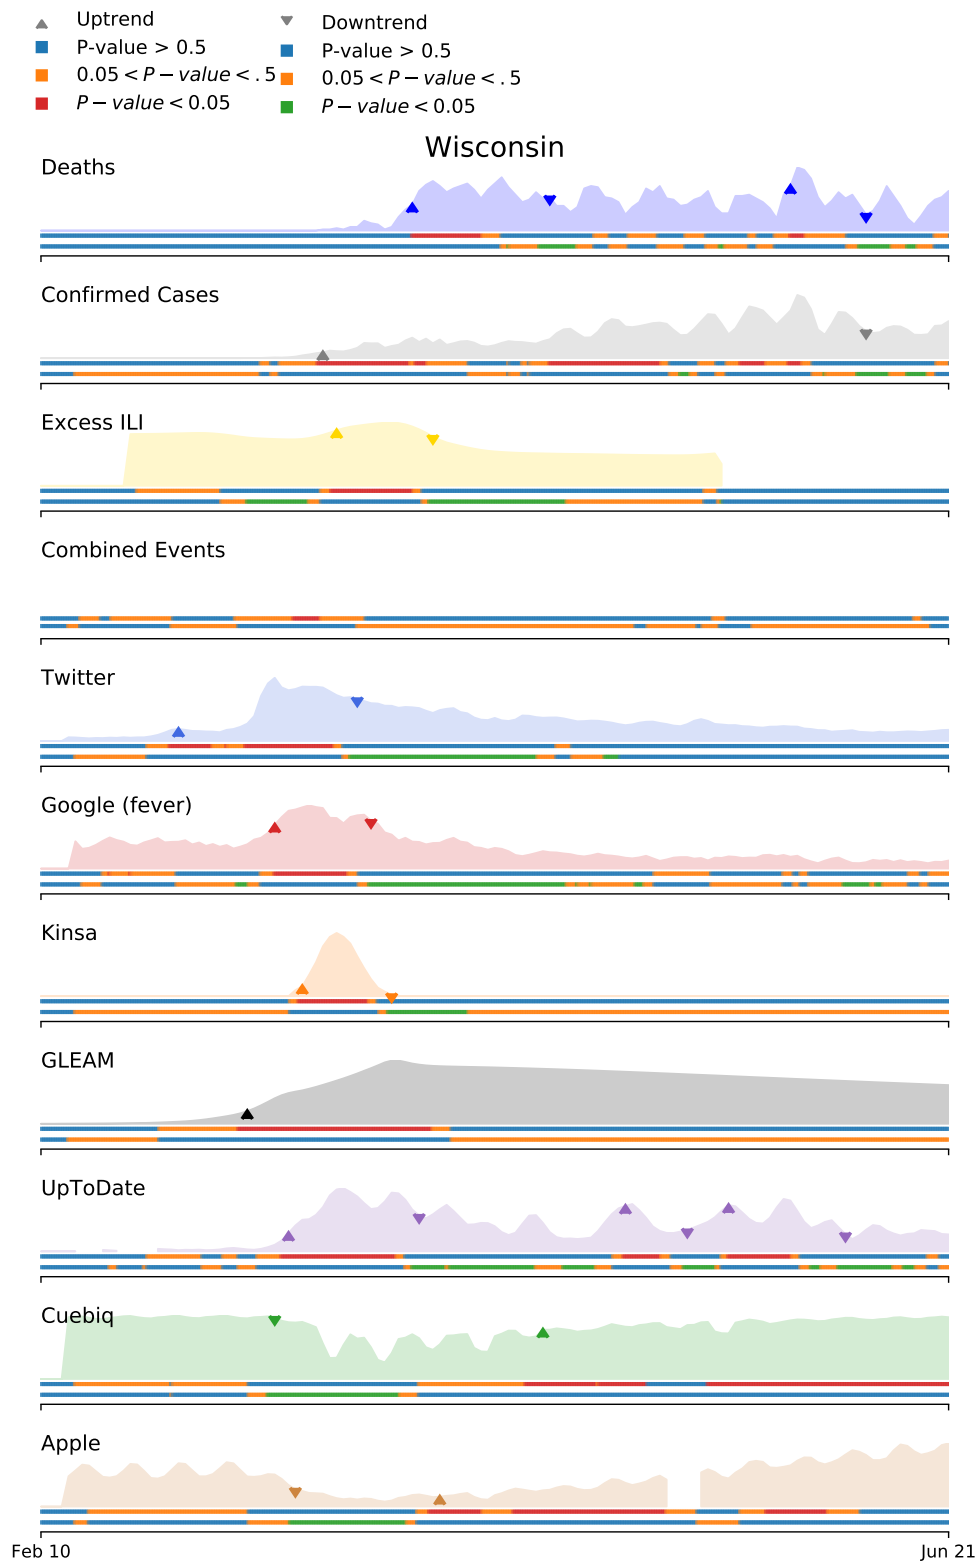 Uptrend
P-value > 0.5
0.05 < P − value < .5
P − value < 0.05
Downtrend
P-value > 0.5
0.05 < P − value < .5
P − value < 0.05
Wisconsin
Deaths
Confirmed Cases
Excess ILI
Combined Events
Twitter
Google (fever)
Kinsa
GLEAM
UpToDate
Cuebiq
Apple
Feb 10
Jun 21